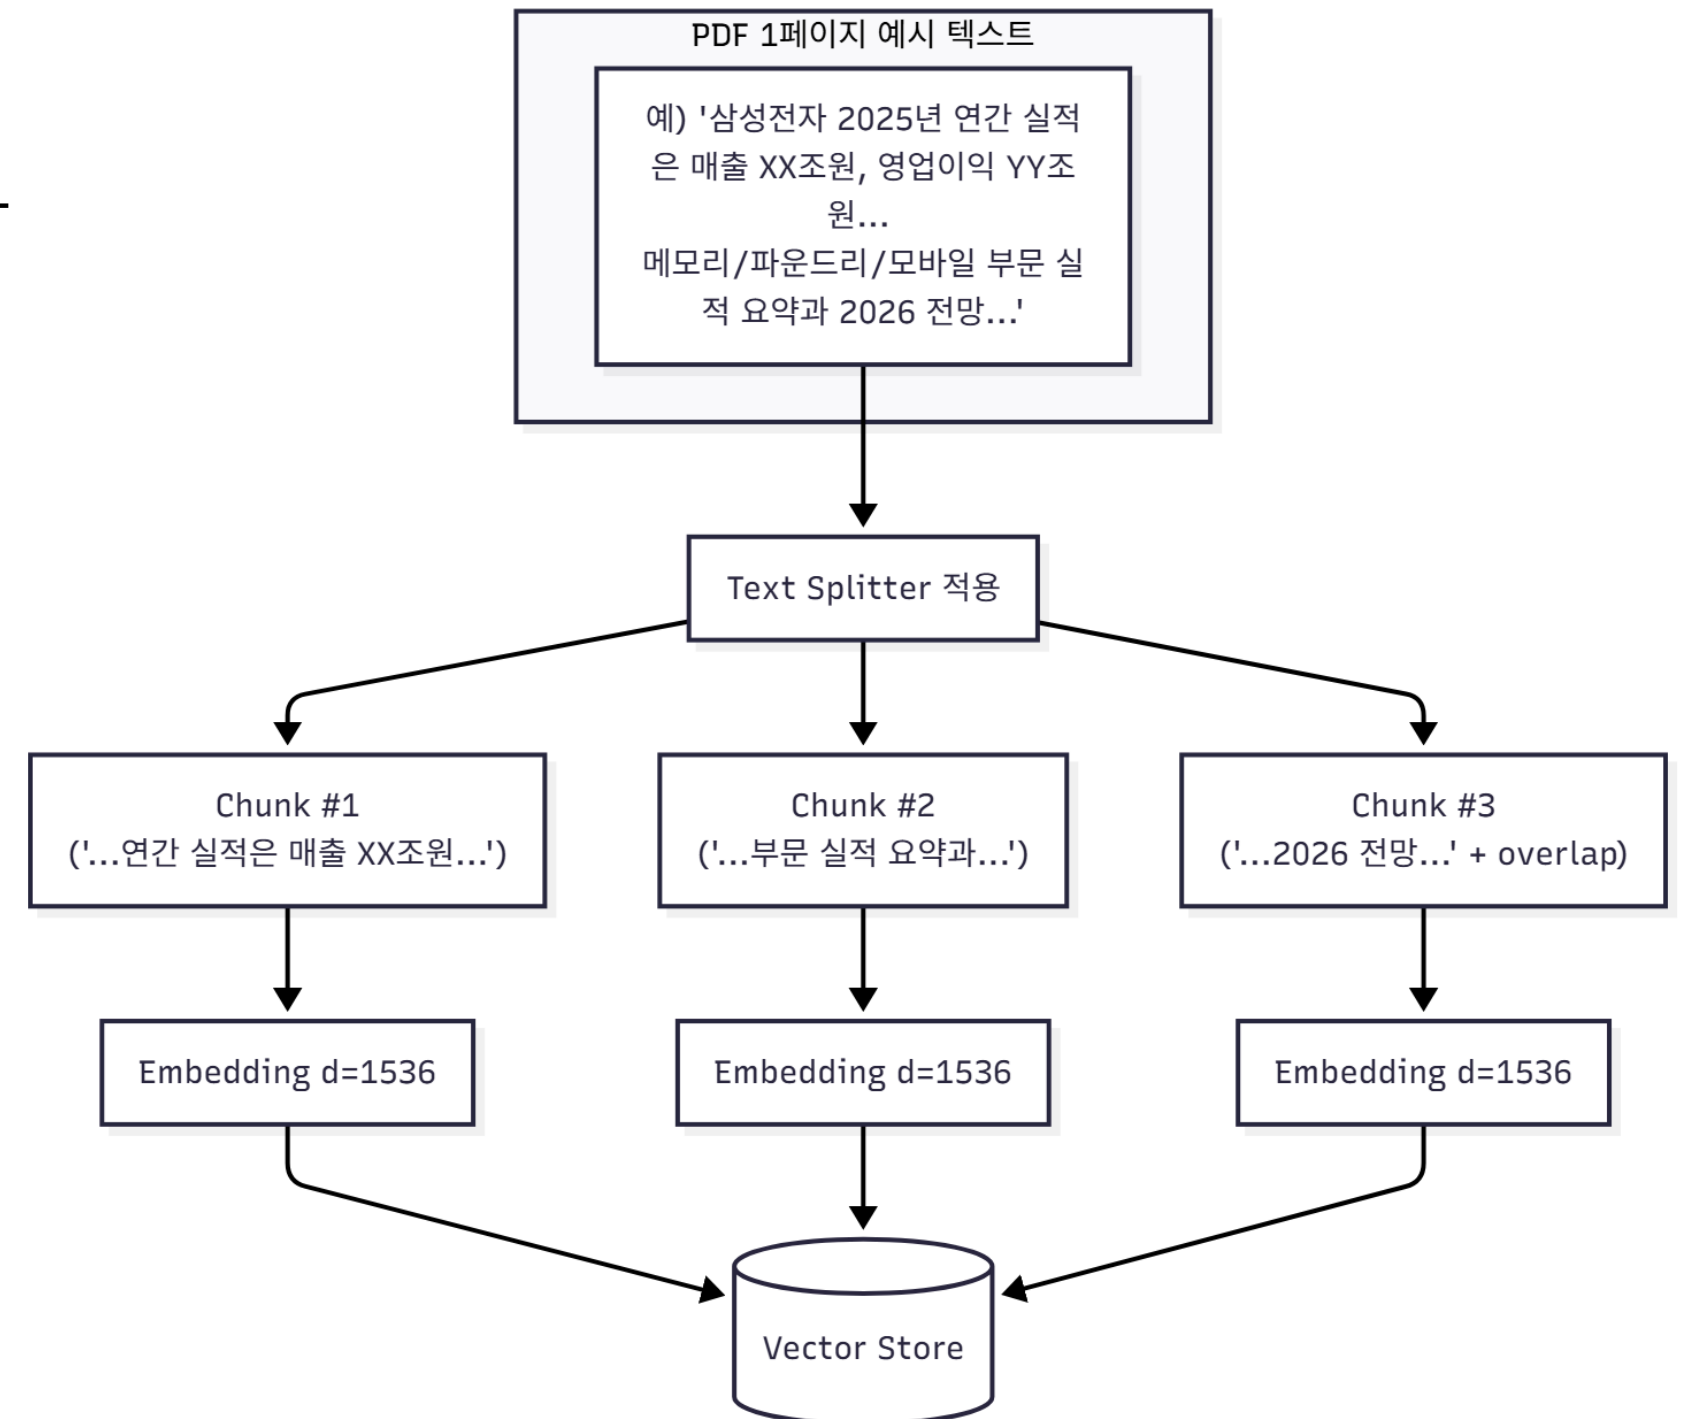 PDF 1페이지 예시 텍스트
예) '삼성전자 2025년 연간 실적
은 매출 XX조원, 영업이익 YY조
원...
메모리/파운드리/모바일 부문 실
적 요약과 2026 전망...'
Text Splitter 적용
Chunk #1
('...연간 실적은 매출 XX조원...')
Chunk #2
('...부문 실적 요약과...')
Chunk #3
('...2026 전망...' + overlap)
Embedding d=1536
Embedding d=1536
Embedding d=1536
Vector Store